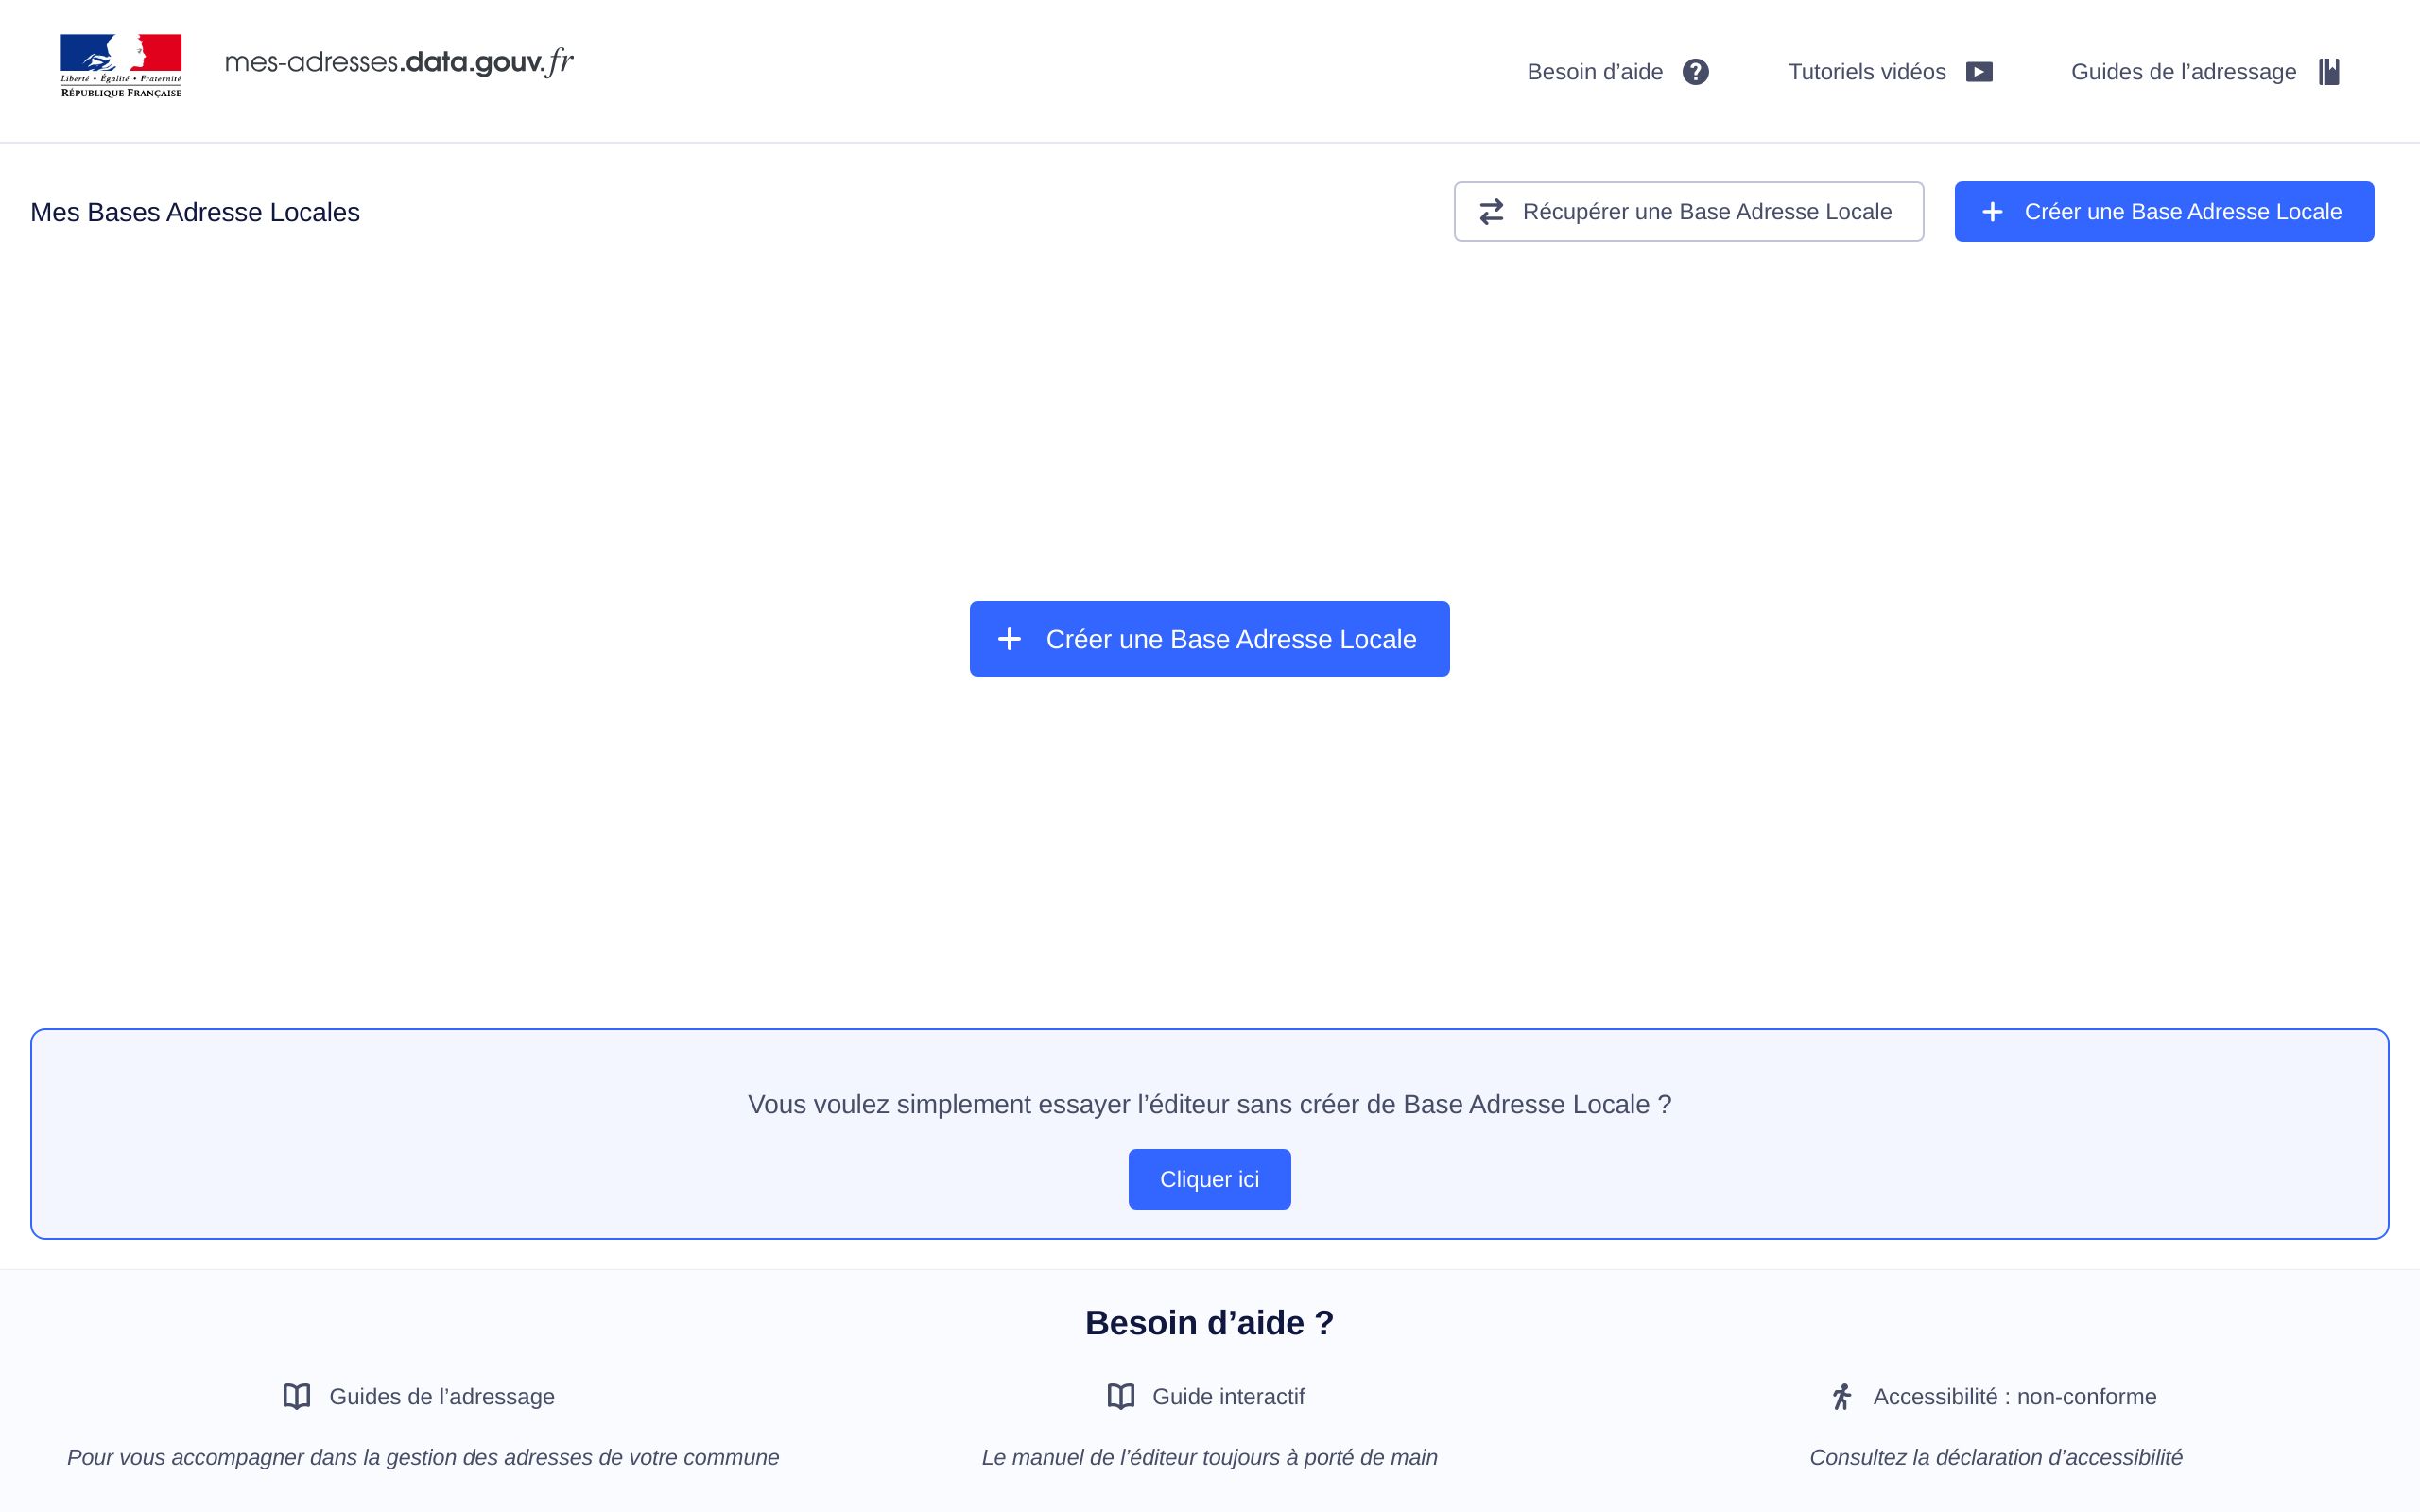 Liberté • Égalité • Fraternité
RÉPUBLIQUE FRANÇAISE
mes-adresses.data.gouv.fr
Besoin d’aide
Tutoriels vidéos
Guides de l’adressage
Mes Bases Adresse Locales
Récupérer une Base Adresse Locale
Créer une Base Adresse Locale
Créer une Base Adresse Locale
Vous voulez simplement essayer l’éditeur sans créer de Base Adresse Locale ?
Cliquer ici
Besoin d’aide ?
Guides de l’adressage
Pour vous accompagner dans la gestion des adresses de votre commune
Guide interactif
Le manuel de l’éditeur toujours à porté de main
Accessibilité : non-conforme
Consultez la déclaration d’accessibilité